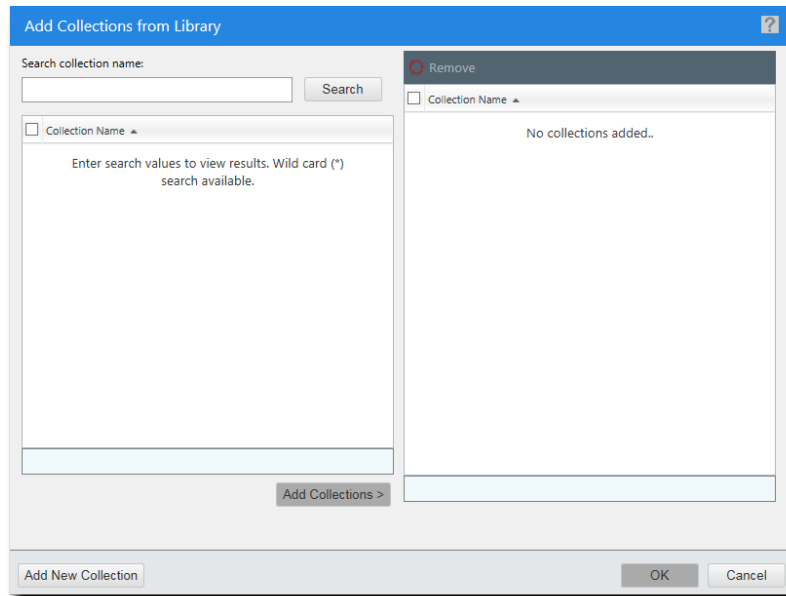 Add Collections from Library
?
Search collection name:
Search
Collection Name
Enter search values to view results. Wild card (*)
search available.
Add Collections >
Remove
Collection Name
No collections added..
Add New Collection
OK
Cancel